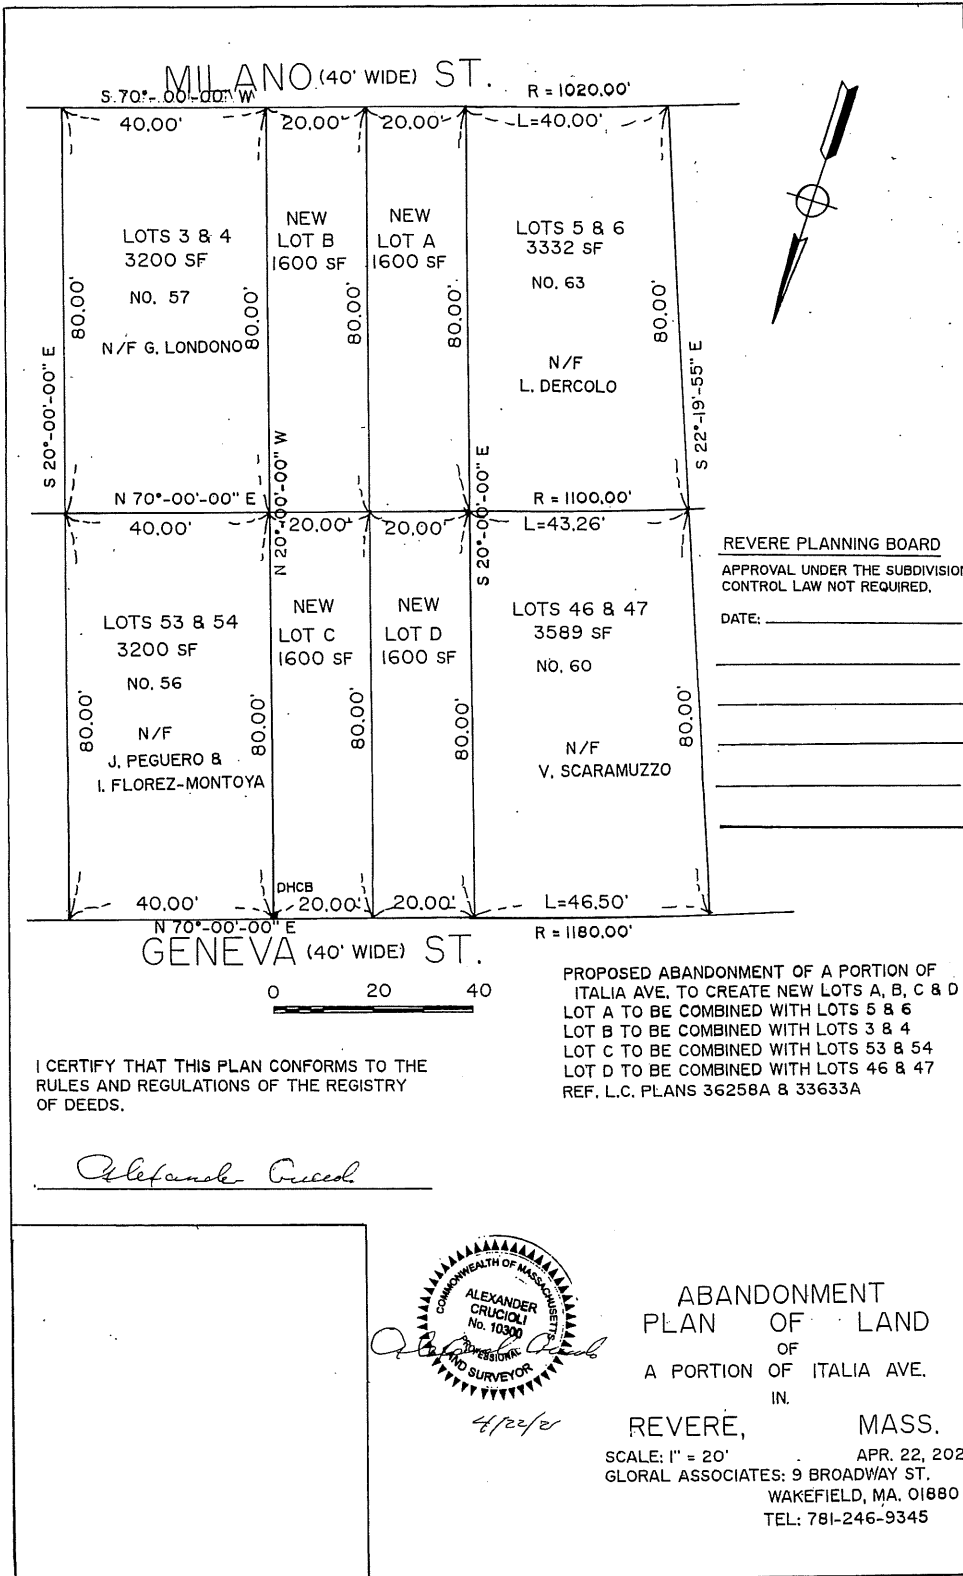 MILANO (40' WIDE) ST.
S 70°-00'-00" W
R = 1020.00'
40.00'
20.00'
20.00'
L=40.00'
LOTS 3 & 4
3200 SF
NO. 57
N/F G. LONDONO
NEW
LOT B
1600 SF
NEW
LOT A
1600 SF
LOTS 5 & 6
3332 SF
NO. 63
N/F
L. DERCOLO
80.00'
80.00'
80.00'
80.00'
80.00'
S 20°-00'-00" E
N 20°-00'-00" W
S 20°-00'-00" E
S 22°-19'-55" E
N 70°-00'-00" E
R = 1100.00'
40.00'
20.00'
20.00'
L=43.26'
LOTS 53 & 54
3200 SF
NO. 56
N/F
J. PEGUERO &
I. FLOREZ-MONTOYA
NEW
LOT C
1600 SF
NEW
LOT D
1600 SF
LOTS 46 & 47
3589 SF
NO. 60
N/F
V. SCARAMUZZO
80.00'
80.00'
80.00'
80.00'
80.00'
DHCB
40.00'
20.00'
20.00'
L=46.50'
N 70°-00'-00" E
R = 1180.00'
GENEVA (40' WIDE) ST.
0 20 40
REVERE PLANNING BOARD
APPROVAL UNDER THE SUBDIVISION
CONTROL LAW NOT REQUIRED.
DATE:
PROPOSED ABANDONMENT OF A PORTION OF
ITALIA AVE. TO CREATE NEW LOTS A, B, C & D
LOT A TO BE COMBINED WITH LOTS 5 & 6
LOT B TO BE COMBINED WITH LOTS 3 & 4
LOT C TO BE COMBINED WITH LOTS 53 & 54
LOT D TO BE COMBINED WITH LOTS 46 & 47
REF. L.C. PLANS 36258A & 33633A
I CERTIFY THAT THIS PLAN CONFORMS TO THE
RULES AND REGULATIONS OF THE REGISTRY
OF DEEDS.
COMMONWEALTH OF MASSACHUSETTS
ALEXANDER
CRUCIOLI
No. 10300
PROFESSIONAL
LAND SURVEYOR
4/22/21
ABANDONMENT
PLAN OF LAND
OF
A PORTION OF ITALIA AVE.
IN.
REVERE, MASS.
SCALE: 1" = 20' APR. 22, 202
GLORAL ASSOCIATES: 9 BROADWAY ST.
WAKEFIELD, MA. 01880
TEL: 781-246-9345